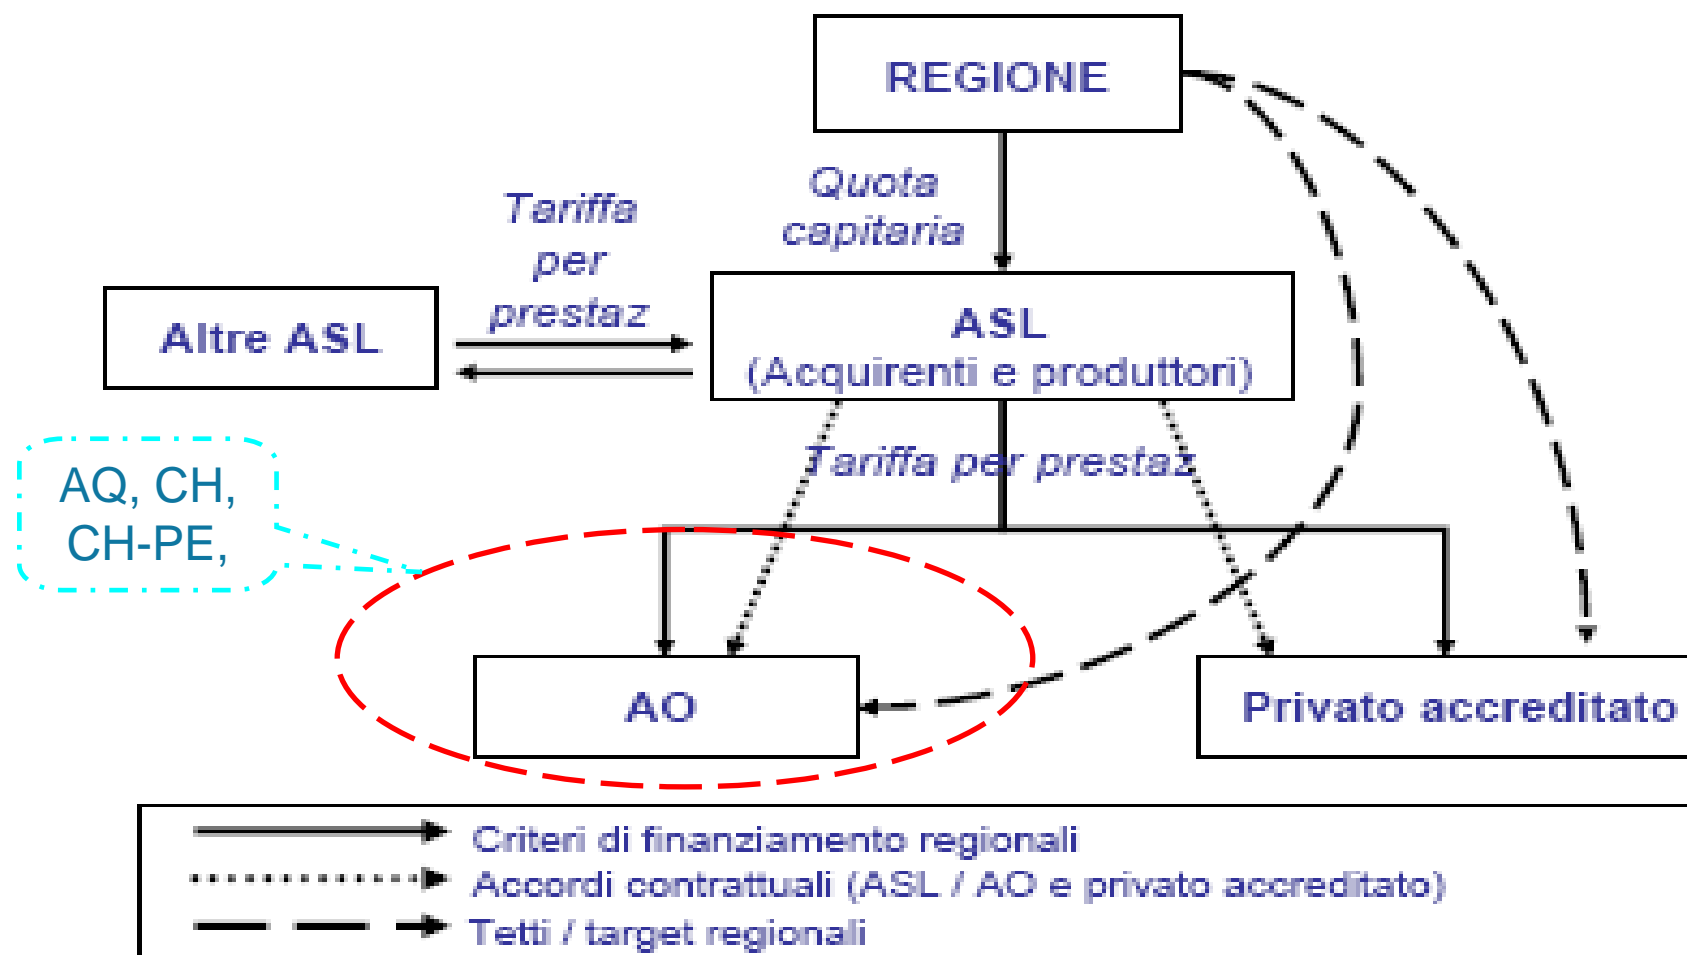 REGIONE
Quota
capitaria
Tariffa
per
prestaz
Altre ASL
ASL
(Acquirenti e produttori)
Tariffa per prestaz
AQ, CH,
CH-PE,
AO
Privato accreditato
Criteri di finanziamento regionali
Accordi contrattuali (ASL / AO e privato accreditato)
Tetti / target regionali